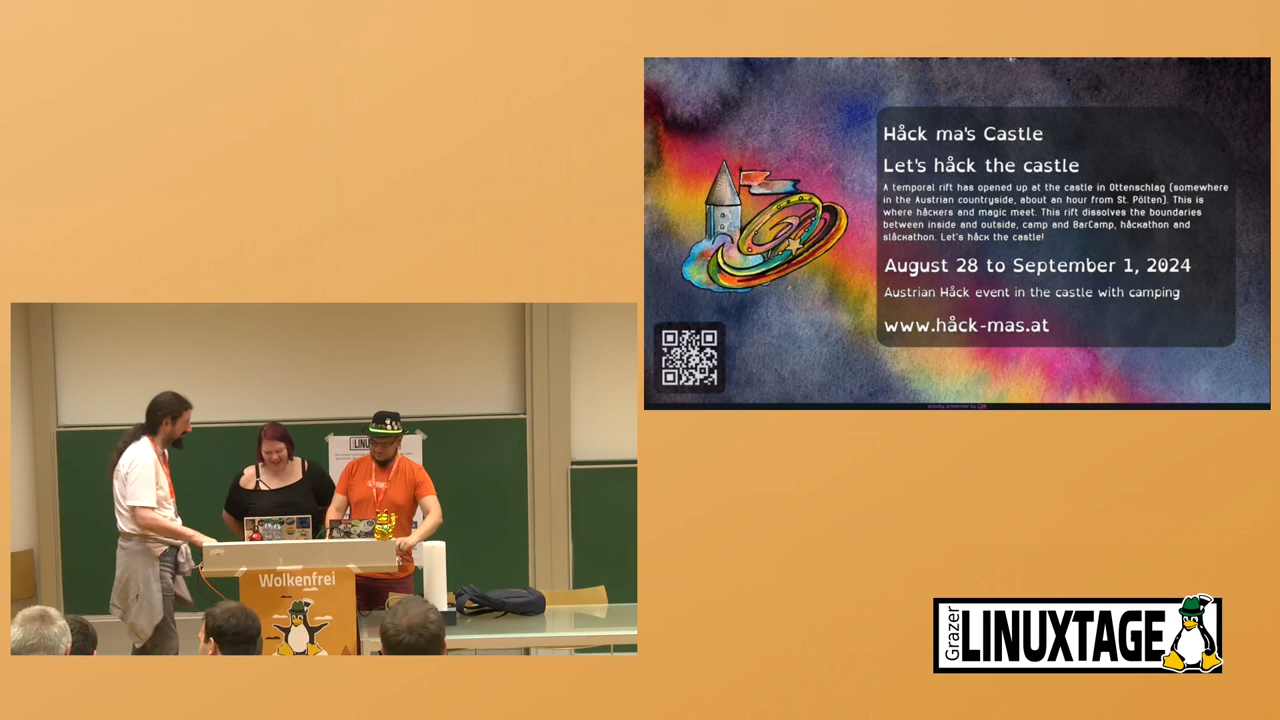 Håck ma's Castle
Let's håck the castle
A temporal rift has opened up at the castle in Ottenschlag (somewhere
in the Austrian countryside, about an hour from St. Pölten). This is
where håckers and magic meet. This rift dissolves the boundaries
between inside and outside, camp and BarCamp, håckathon and
slåckathon. Let's håck the castle!
August 28 to September 1, 2024
Austrian Håck event in the castle with camping
www.håck-mas.at
Wolkenfrei
Grazer
LINUXTAGE